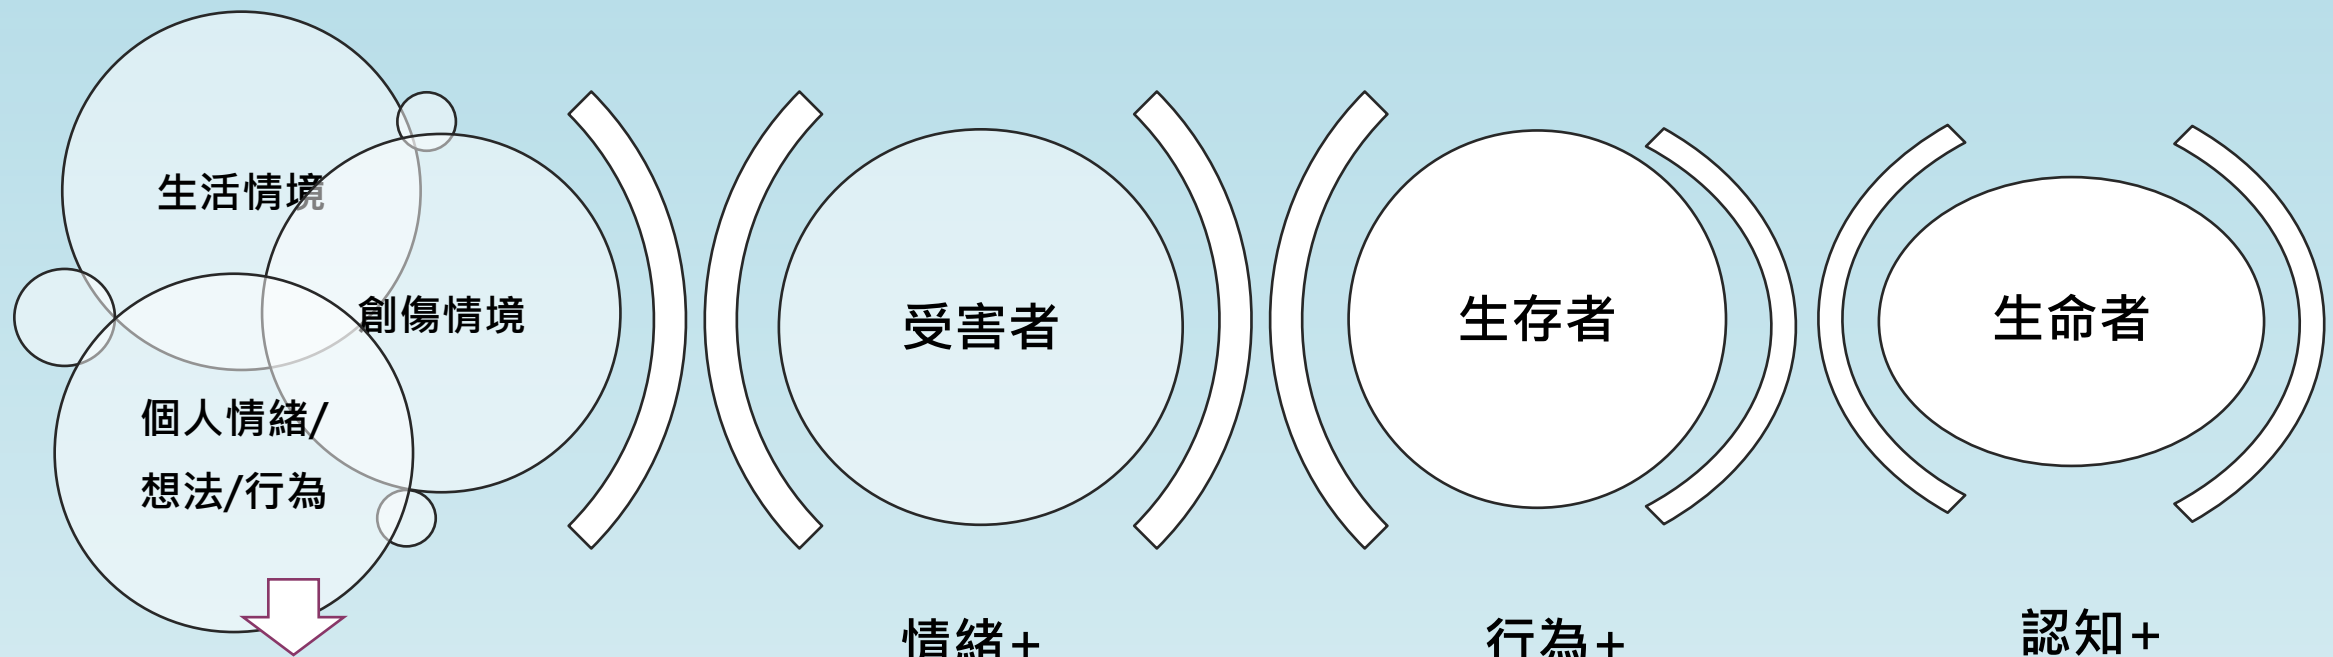 生活情境
創傷情境
個人情緒/
想法/行為
受害者
生存者
生命者
情緒+
行為+
認知+